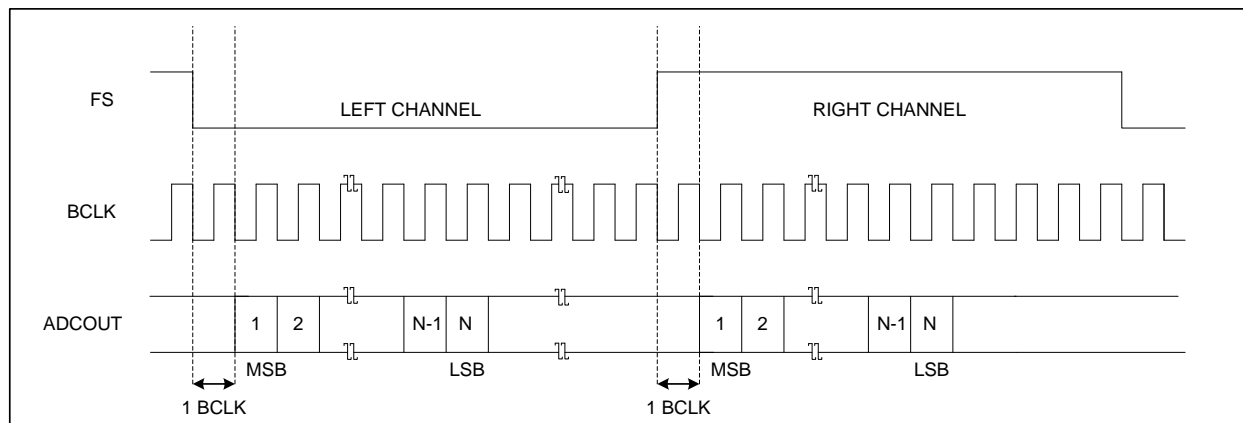 FS
LEFT CHANNEL
RIGHT CHANNEL
BCLK
ADCOUT
1
2
N-1
N
1
2
N-1
N
MSB
LSB
MSB
LSB
1 BCLK
1 BCLK